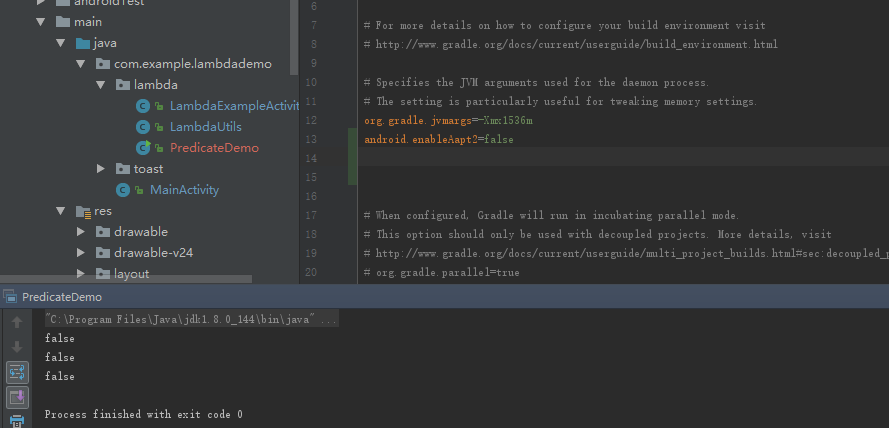 androidTest
main
java
com.example.lambdademo
lambda
LambdaExampleActivit
LambdaUtils
PredicateDemo
toast
MainActivity
res
drawable
drawable-v24
layout
6
7 # For more details on how to configure your build environment visit
8 # http://www.gradle.org/docs/current/userguide/build_environment.html
9
10 # Specifies the JVM arguments used for the daemon process.
11 # The setting is particularly useful for tweaking memory settings.
12 org.gradle.jvmargs=-Xmx1536m
13 android.enableAapt2=false
14
15
16
17 # When configured, Gradle will run in incubating parallel mode.
18 # This option should only be used with decoupled projects. More details, visit
19 # http://www.gradle.org/docs/current/userguide/multi_project_builds.html#sec:decoupled_p
20 # org.gradle.parallel=true
PredicateDemo
"C:\Program Files\Java\jdk1.8.0_144\bin\java" ...
false
false
false
Process finished with exit code 0